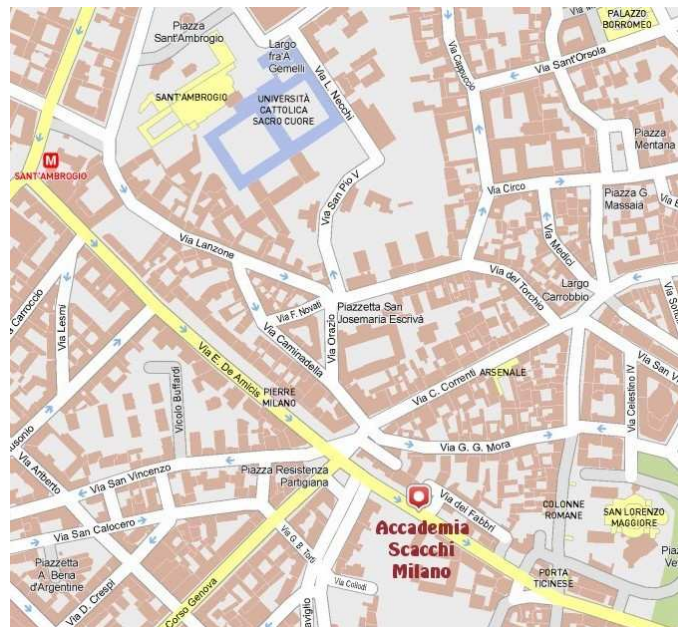 Piazza
Sant'Ambrogio
Largo
fra'A
Gemelli
PALAZZO
BORROMEO
Via Cappuccio
Via Sant'Orsola
SANT'AMBROGIO
UNIVERSITÀ
CATTOLICA
SACRO CUORE
Via L. Necchi
Piazza
Mentana
M
SANT'AMBROGIO
Via San Pio V
Via Circo
Piazza G.
Massaia
Via Lanzone
Via Medici
Via del Torchio
Largo
Carrobbio
Via Lesmi
Via F. Novati
Piazzetta San
Josemaria Escrivà
Via Orazio
Via Caminadella
Via E. De Amicis
Vicolo Buffardi
PIERRE
MILANO
Via C. Correnti
ARSENALE
Via Celestino IV
Via Ariberto
Via San Vincenzo
Piazza Resistenza
Partigiana
Via G. G. Mora
Via dei Fabbri
COLONNE
ROMANE
SAN LORENZO
MAGGIORE
Via San Calocero
Accademia
Scacchi
Milano
Via G. B. Torti
Piazzetta
A. Beria
d'Argentine
Via D. Crespi
Corso Genova
Via Collodi
PORTA
TICINESE